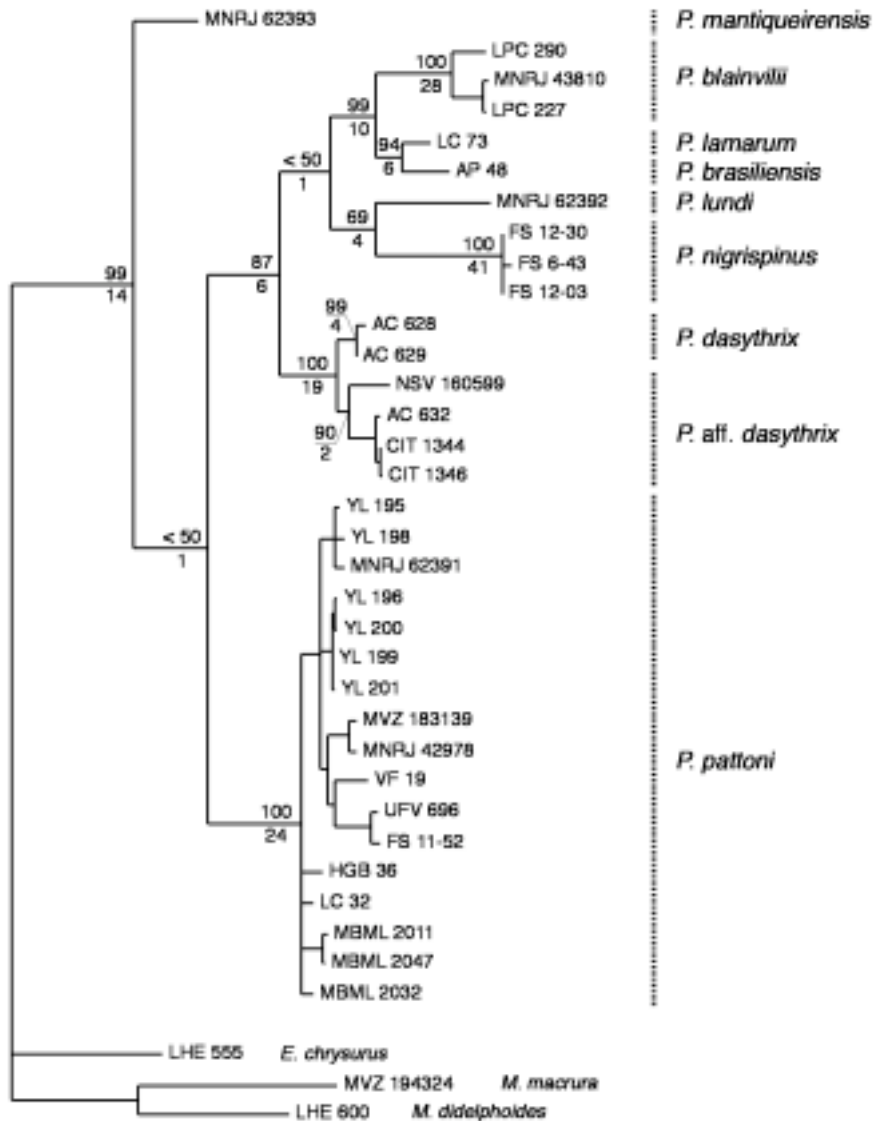 MNRJ 62393 P. mantiqueirensis
LPC 290
100
28
MNRJ 43810 P. blainvilii
LPC 227
99
10
LC 73 P. lamarum
94
6
AP 48 P. brasiliensis
< 50
1
MNRJ 62392 P. lundi
69
4
FS 12-30
100
41
FS 6-43 P. nigrispinus
FS 12-03
87
6
99
14
99
4
AC 628
P. dasythrix
AC 629
100
19
NSV 160599
AC 632
90
2
P. aff. dasythrix
CIT 1344
CIT 1346
YL 195
< 50
1
YL 198
MNRJ 62391
YL 196
YL 200
YL 199
YL 201
MVZ 183139
MNRJ 42978
P. pattoni
VF 19
UFV 696
100
24
FS 11-52
HGB 36
LC 32
MBML 2011
MBML 2047
MBML 2032
LHE 555 E. chrysurus
MVZ 194324 M. macrura
LHE 600 M. didelphoides